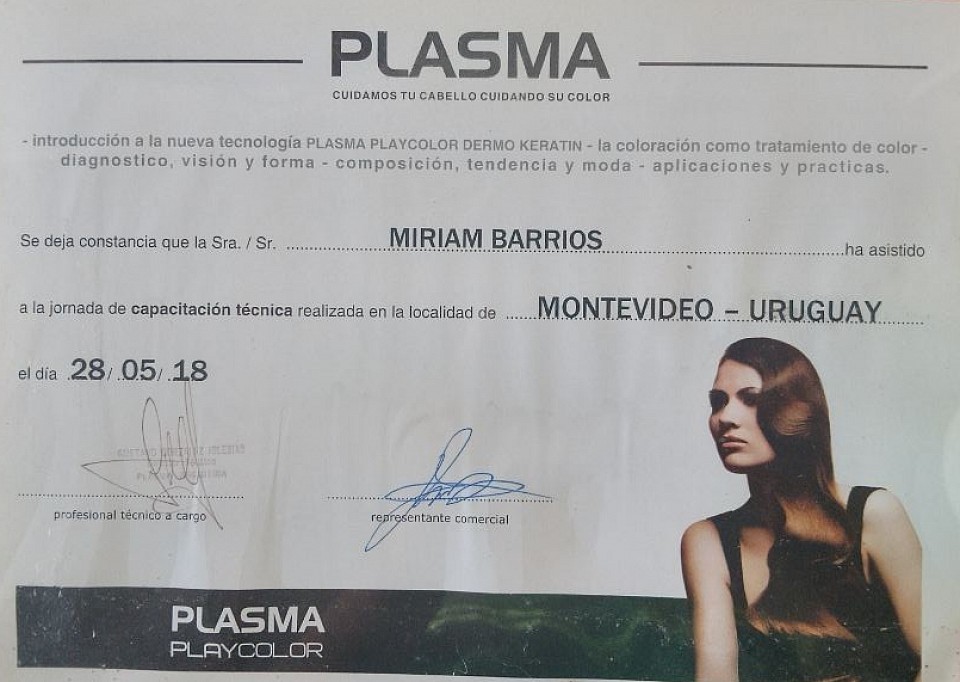 PLASMA
CUIDAMOS TU CABELLO CUIDANDO SU COLOR
- introducción a la nueva tecnología PLASMA PLAYCOLOR DERMO KERATIN - la coloración como tratamiento de color -
diagnostico, visión y forma - composición, tendencia y moda - aplicaciones y practicas.
Se deja constancia que la Sra. / Sr. MIRIAM BARRIOS ha asistido
a la jornada de capacitación técnica realizada en la localidad de MONTEVIDEO – URUGUAY
el día 28/ 05/ 18
profesional técnico a cargo
representante comercial
PLASMA
PLAYCOLOR